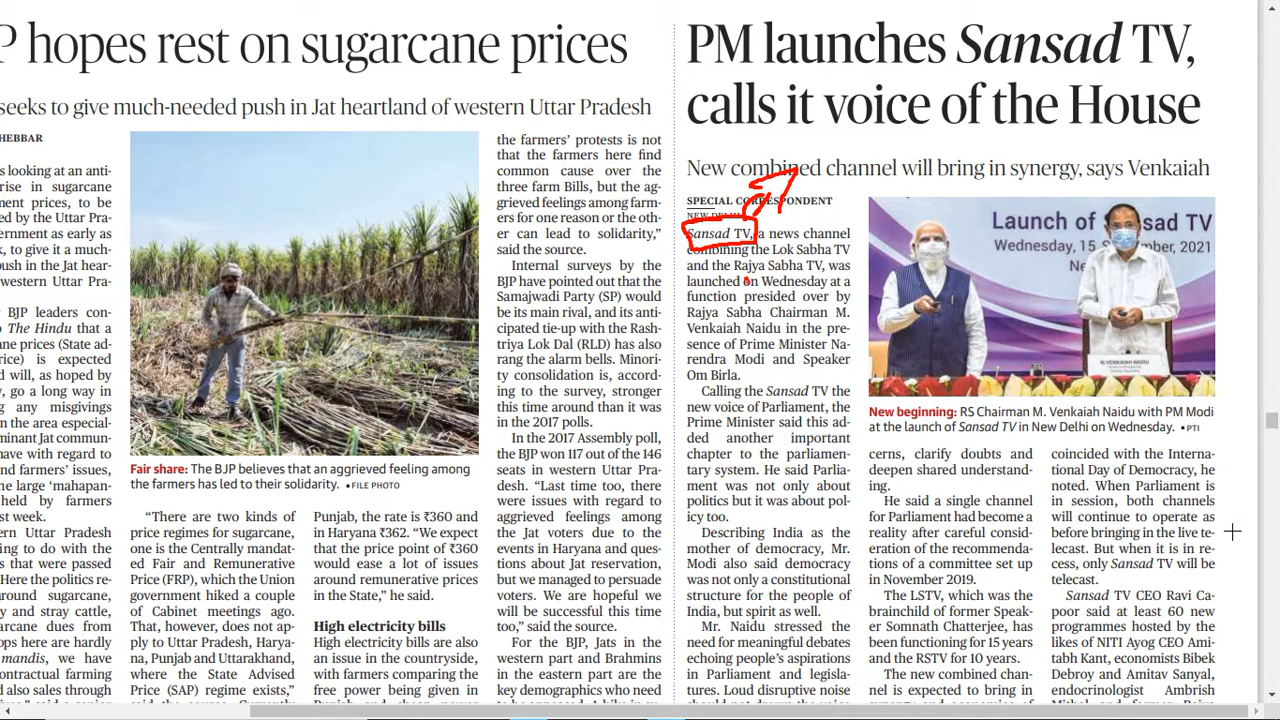 P hopes rest on sugarcane prices
seeks to give much-needed push in Jat heartland of western Uttar Pradesh
HEBBAR
s looking at an anti-
rise in sugarcane
ment prices, to be
ed by the Uttar Pra-
ernment as early as
k, to give it a much-
push in the Jat hear-
western Uttar Pra-
BJP leaders con-
o The Hindu that a
ne prices (State ad-
rice) is expected
d will, as hoped by
y, go a long way in
g any misgivings
n the area especial-
minant Jat commun-
have with regard to
nd farmers' issues,
he large 'mahapan-
held by farmers
st week.
ern Uttar Pradesh
ing to do with the
s that were passed
Here the politics re-
around sugarcane,
y and stray cattle,
arcane dues from
ops here are hardly
mandis, we have
ontractual farming
d also sales through
Fair share: The BJP believes that an aggrieved feeling among
the farmers has led to their solidarity. • FILE PHOTO
"There are two kinds of
price regimes for sugarcane,
one is the Centrally mandat-
ed Fair and Remunerative
Price (FRP), which the Union
government hiked a couple
of Cabinet meetings ago.
That, however, does not ap-
ply to Uttar Pradesh, Harya-
na, Punjab and Uttarakhand,
where the State Advised
Price (SAP) regime exists,"
Punjab, the rate is ₹360 and
in Haryana ₹362. "We expect
that the price point of ₹360
would ease a lot of issues
around remunerative prices
in the State," he said.
High electricity bills
High electricity bills are also
an issue in the countryside,
with farmers comparing the
free power being given in
the farmers' protests is not
that the farmers here find
common cause over the
three farm Bills, but the ag-
grieved feelings among farm-
ers for one reason or the oth-
er can lead to solidarity,"
said the source.
Internal surveys by the
BJP have pointed out that the
Samajwadi Party (SP) would
be its main rival, and its anti-
cipated tie-up with the Rash-
triya Lok Dal (RLD) has also
rang the alarm bells. Minori-
ty consolidation is, accord-
ing to the survey, stronger
this time around than it was
in the 2017 polls.
In the 2017 Assembly poll,
the BJP won 117 out of the 146
seats in western Uttar Pra-
desh. "Last time too, there
were issues with regard to
aggrieved feelings among
the Jat voters due to the
events in Haryana and ques-
tions about Jat reservation,
but we managed to persuade
voters. We are hopeful we
will be successful this time
too," said the source.
For the BJP, Jats in the
western part and Brahmins
in the eastern part are the
key demographics who need
PM launches Sansad TV,
calls it voice of the House
New combined channel will bring in synergy, says Venkaiah
SPECIAL CORRESPONDENT
NEW DELHI
Sansad TV, a news channel
combining the Lok Sabha TV
and the Rajya Sabha TV, was
launched on Wednesday at a
function presided over by
Rajya Sabha Chairman M.
Venkaiah Naidu in the pre-
sence of Prime Minister Na-
rendra Modi and Speaker
Om Birla.
Calling the Sansad TV the
new voice of Parliament, the
Prime Minister said this ad-
ded another important
chapter to the parliamen-
tary system. He said Parlia-
ment was not only about
politics but it was about pol-
icy too.
Describing India as the
mother of democracy, Mr.
Modi also said democracy
was not only a constitutional
structure for the people of
India, but spirit as well.
Mr. Naidu stressed the
need for meaningful debates
echoing people's aspirations
in Parliament and legisla-
tures. Loud disruptive noise
Launch of Sansad TV
Wednesday, 15 September, 2021
Ne
M. VENKAIAH NAIDU
New beginning: RS Chairman M. Venkaiah Naidu with PM Modi
at the launch of Sansad TV in New Delhi on Wednesday. • PTI
cerns, clarify doubts and
deepen shared understand-
ing.
He said a single channel
for Parliament had become a
reality after careful consid-
eration of the recommenda-
tions of a committee set up
in November 2019.
The LSTV, which was the
brainchild of former Speak-
er Somnath Chatterjee, has
been functioning for 15 years
and the RSTV for 10 years.
The new combined chan-
nel is expected to bring in
coincided with the Interna-
tional Day of Democracy, he
noted. When Parliament is
in session, both channels
will continue to operate as
before bringing in the live te-
lecast. But when it is in re-
cess, only Sansad TV will be
telecast.
Sansad TV CEO Ravi Ca-
poor said at least 60 new
programmes hosted by the
likes of NITI Ayog CEO Ami-
tabh Kant, economists Bibek
Debroy and Amitav Sanyal,
endocrinologist Ambrish